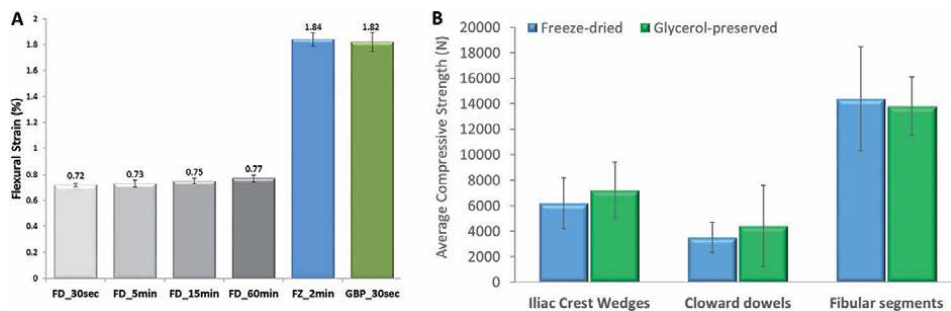 A
Flexural Strain (%)
2
1.8
1.6
1.4
1.2
1
0.8
0.6
0.4
0.2
0
0.72
0.73
0.75
0.77
1.84
1.82
FD_30sec
FD_5min
FD_15min
FD_60min
FZ_2min
GBP_30sec
B
Freeze-dried
Glycerol-preserved
Average Compressive Strength (N)
20000
18000
16000
14000
12000
10000
8000
6000
4000
2000
0
Iliac Crest Wedges
Cloward dowels
Fibular segments